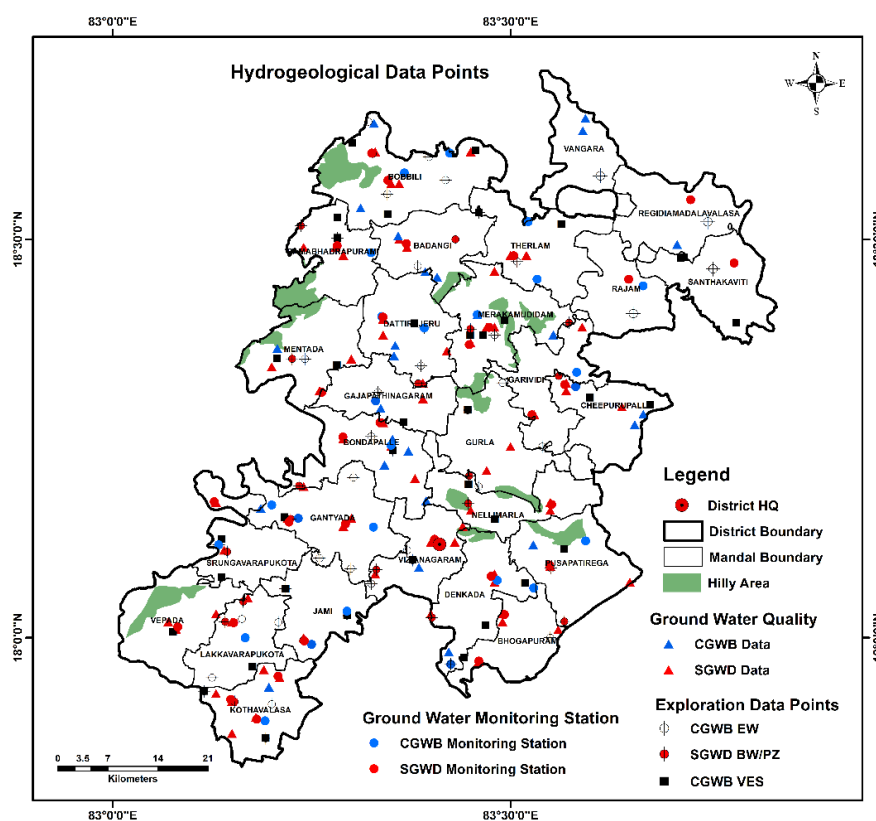 83°0'0"E 83°30'0"E
Hydrogeological Data Points
N
W E
S
VANGARA
BOBBILI
REGIDIAMADALAVALASA
18°30'0"N
BADANGI
THERLAM
SANTHAKAVITI
RAJAM
MERAKAMUDIDAM
MENTADA
GARIVIDI
CHEEPURUPALLI
GAJAPATHINAGARAM
BONDAPALLE
GURLA
NELLIMARLA
GANTYADA
SRUNGAVARAPUKOTA
VIZIANAGARAM
PUSAPATIREGA
DENKADA
JAMI
VEPADA
BHOGAPURAM
LAKKAVARAPUKOTA
KOTHAVALASA
18°0'0"N 18°0'0"N
Legend
District HQ
District Boundary
Mandal Boundary
Hilly Area
Ground Water Quality
CGWB Data
SGWD Data
Exploration Data Points
CGWB EW
SGWD BW/PZ
CGWB VES
Ground Water Monitoring Station
CGWB Monitoring Station
SGWD Monitoring Station
0 3.5 7 14 21
Kilometers
83°0'0"E 83°30'0"E